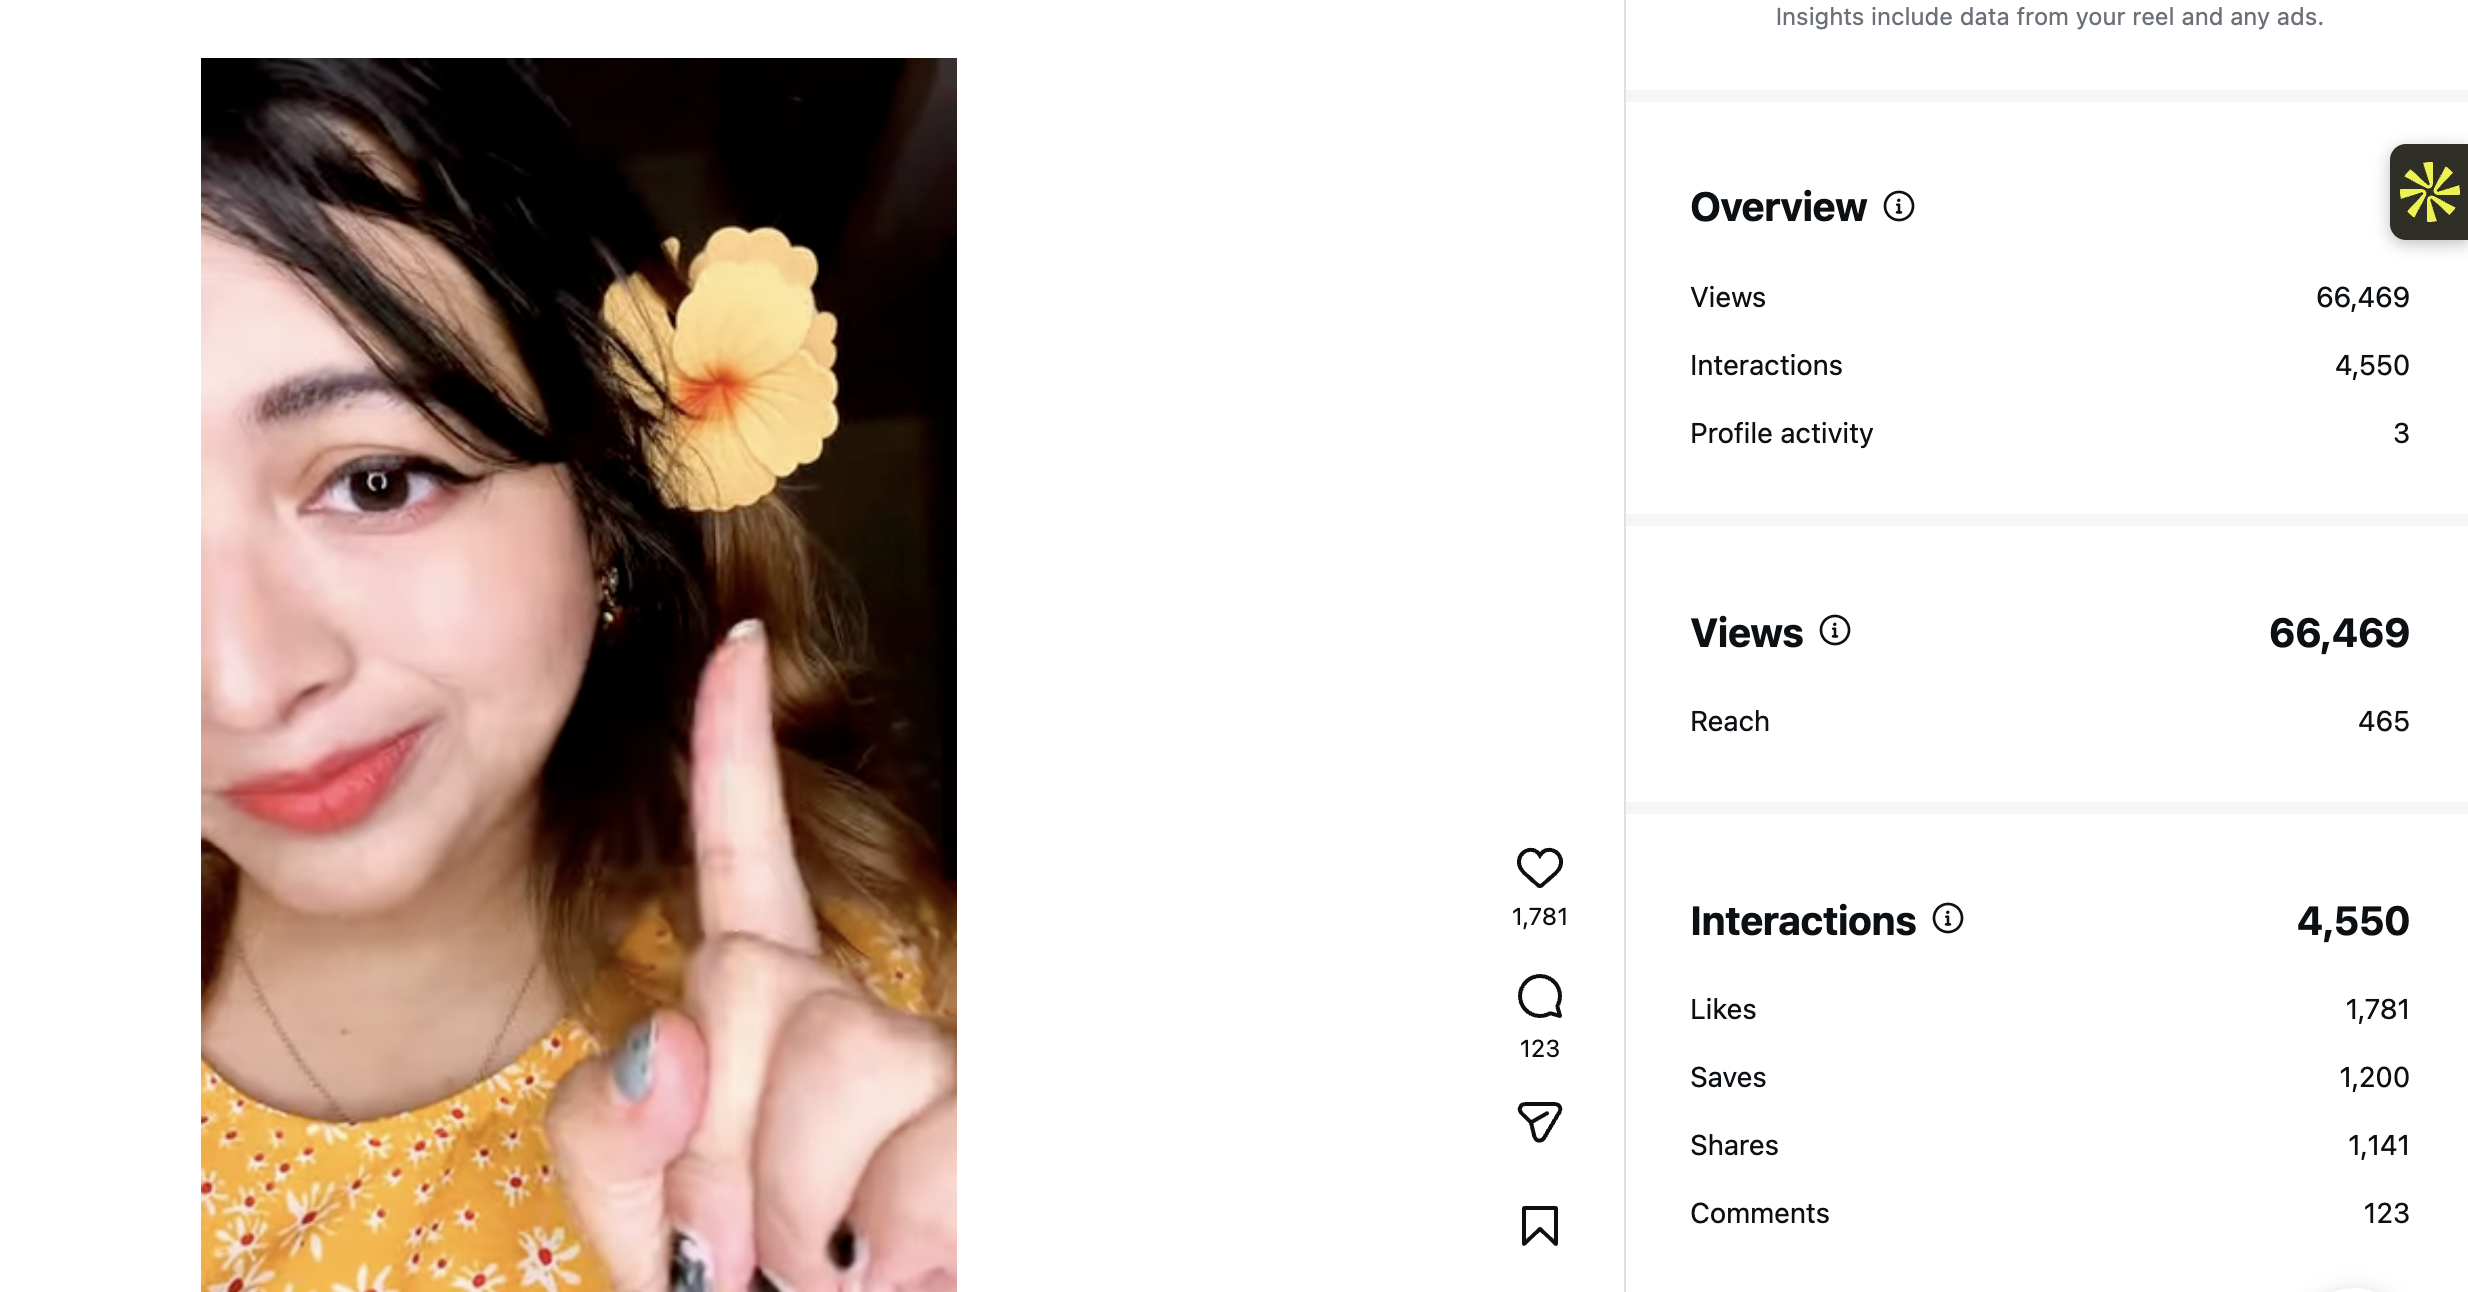 Insights include data from your reel and any ads.
Overview
Views 66,469
Interactions 4,550
Profile activity 3
Views 66,469
Reach 465
1,781
123
Interactions 4,550
Likes 1,781
Saves 1,200
Shares 1,141
Comments 123